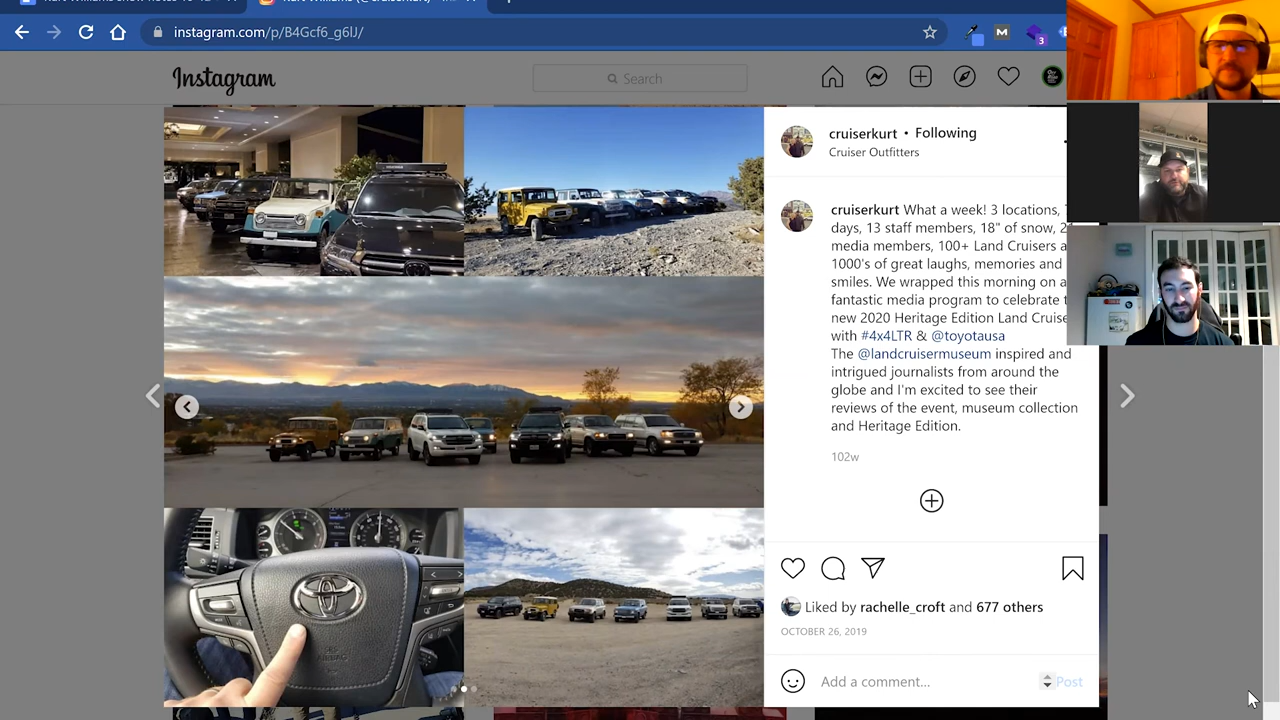 instagram.com/p/B4Gcf6_g6lJ/
M
3
Instagram
Search
cruiserkurt • Following
Cruiser Outfitters
cruiserkurt What a week! 3 locations,
days, 13 staff members, 18" of snow,
media members, 100+ Land Cruisers
1000's of great laughs, memories and
smiles. We wrapped this morning on a
fantastic media program to celebrate
new 2020 Heritage Edition Land
with #4x4LTR & @toyotausa
The @landcruisermuseum inspired and
intrigued journalists from around the
globe and I'm excited to see their
reviews of the event, museum collection
and Heritage Edition.
102w
Liked by rachelle_croft and 677 others
OCTOBER 26, 2019
Add a comment...
Post